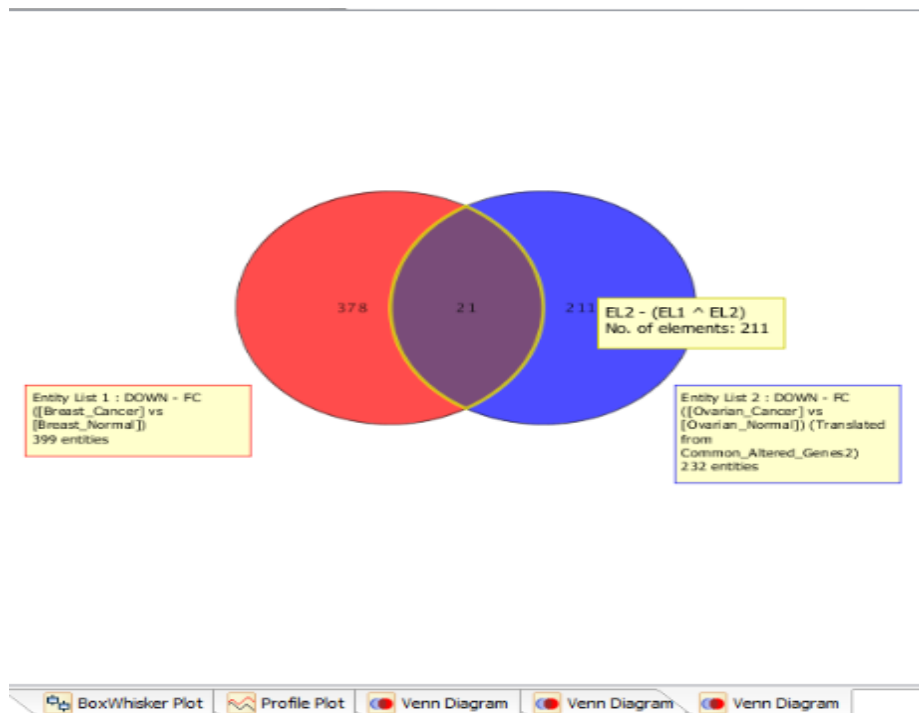 378
21
211
EL2 - (EL1 ^ EL2)
No. of elements: 211
Entity List 1 : DOWN - FC
([Breast_Cancer] vs
[Breast_Normal])
399 entities
Entity List 2 : DOWN - FC
([Ovarian_Cancer] vs
[Ovarian_Normal]) (Translated
from
Common_Altered_Genes2)
232 entities
BoxWhisker Plot
Profile Plot
Venn Diagram
Venn Diagram
Venn Diagram